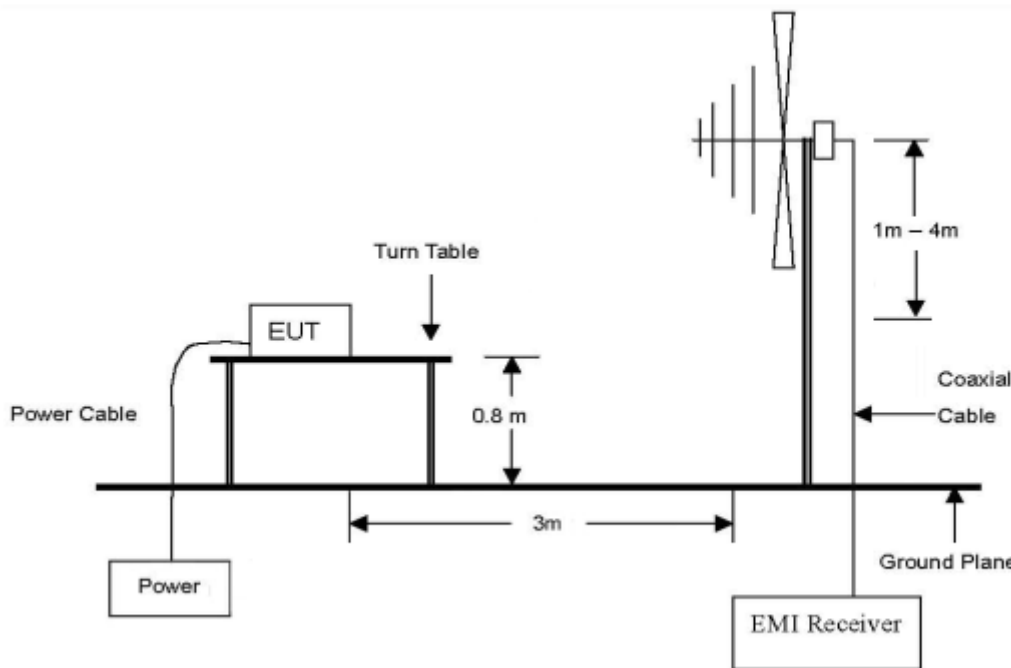 1m – 4m
Turn Table
EUT
Coaxial
Power Cable
0.8 m
Cable
3m
Ground Plane
Power
EMI Receiver